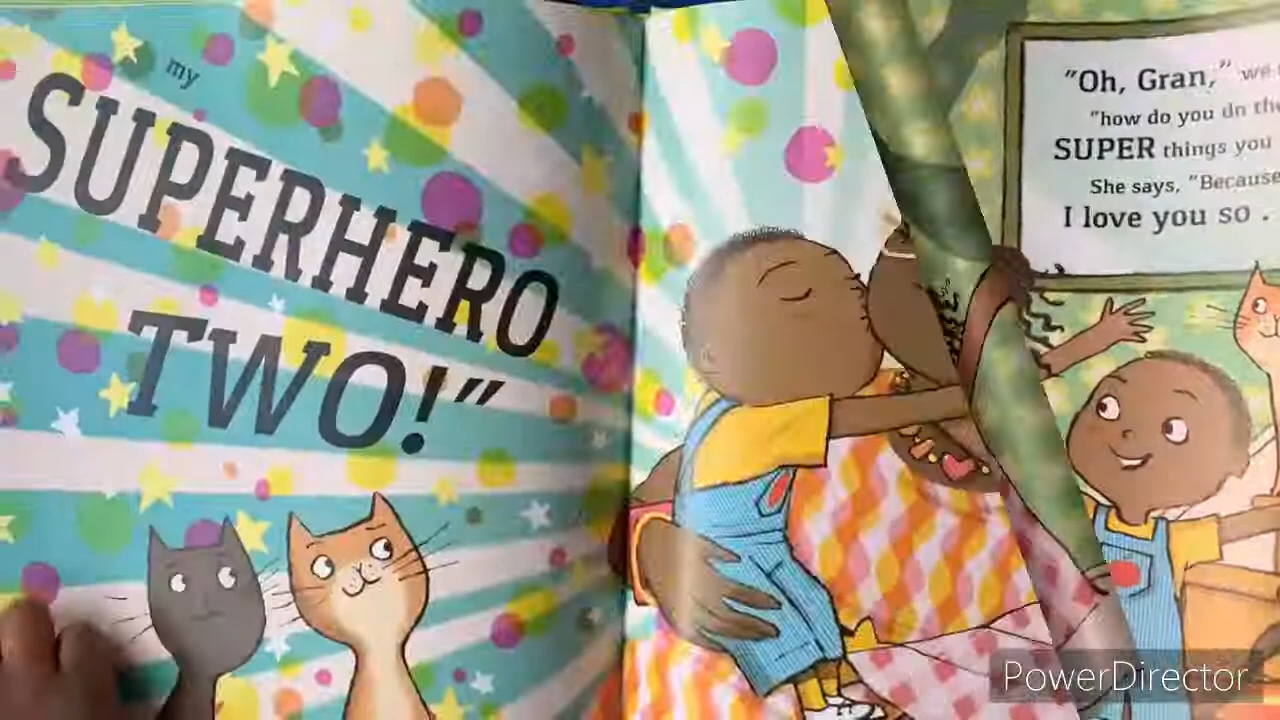 my
SUPERHERO
TWO!"
"Oh, Gran," we
"how do you do the
SUPER things you
She says, "Because
I love you so .
PowerDirector